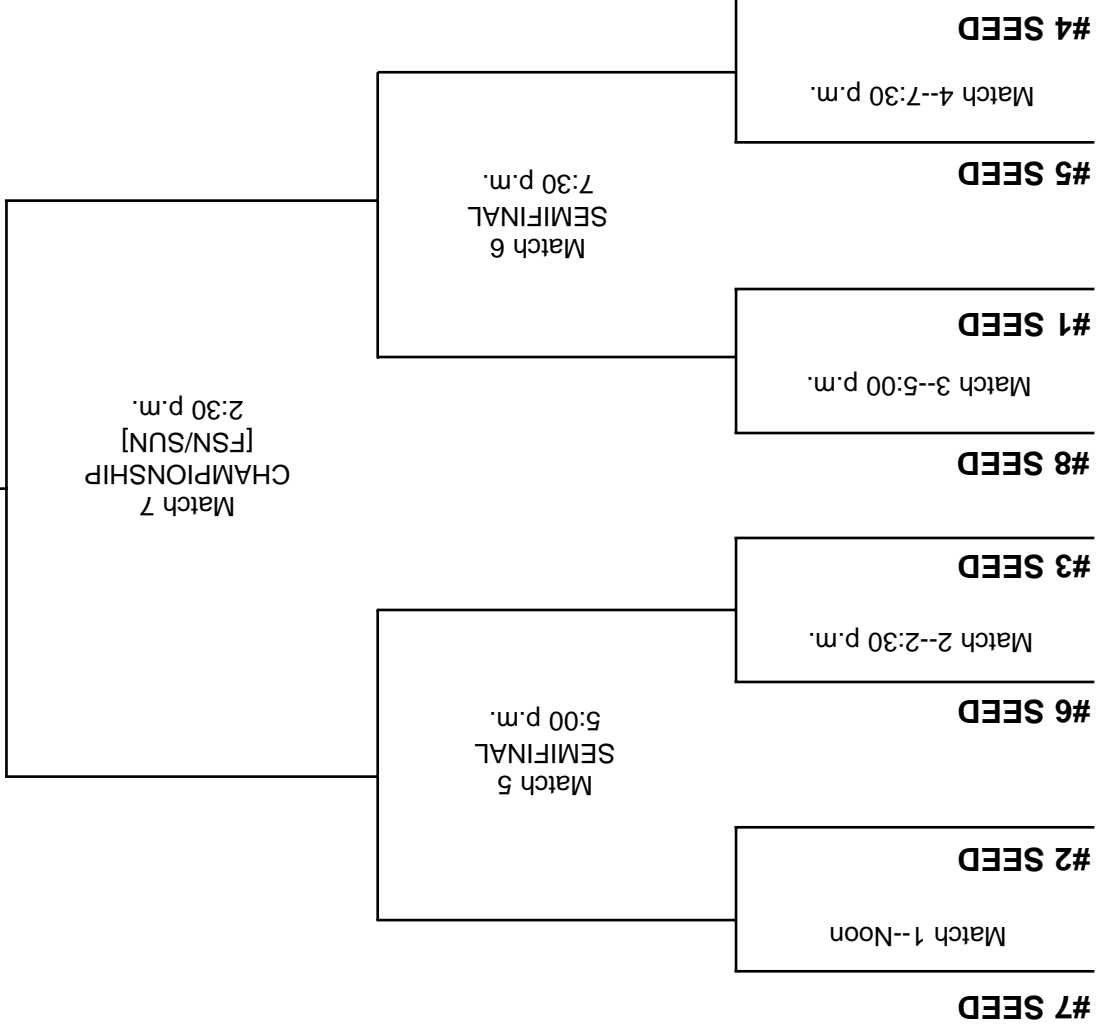 #7 SEED
Match 1--Noon
#2 SEED
Match 5
SEMIFINAL
5:00 p.m.
#6 SEED
Match 2--2:30 p.m.
#3 SEED
Match 7
CHAMPIONSHIP
[FSN/SUN]
2:30 p.m.
#8 SEED
Match 3--5:00 p.m.
#1 SEED
Match 6
SEMIFINAL
7:30 p.m.
#5 SEED
Match 4--7:30 p.m.
#4 SEED